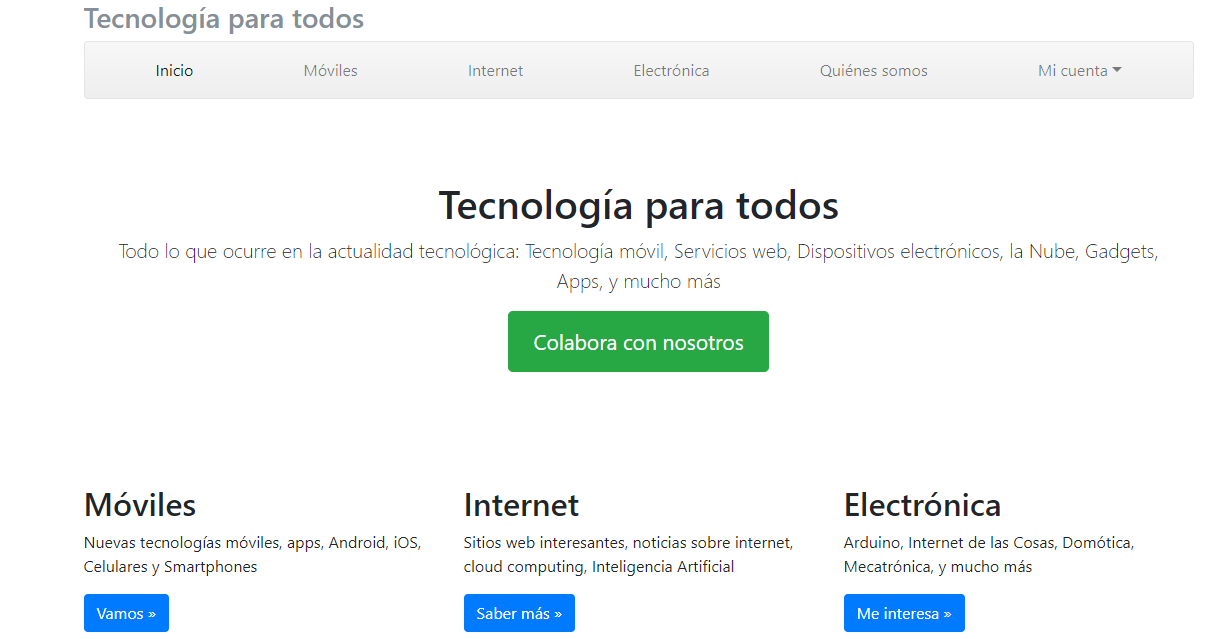 Tecnología para todos
Inicio Móviles Internet Electrónica Quiénes somos Mi cuenta
Tecnología para todos
Todo lo que ocurre en la actualidad tecnológica: Tecnología móvil, Servicios web, Dispositivos electrónicos, la Nube, Gadgets,
Apps, y mucho más
Colabora con nosotros
Móviles
Nuevas tecnologías móviles, apps, Android, iOS,
Celulares y Smartphones
Vamos »
Internet
Sitios web interesantes, noticias sobre internet,
cloud computing, Inteligencia Artificial
Saber más »
Electrónica
Arduino, Internet de las Cosas, Domótica,
Mecatrónica, y mucho más
Me interesa »